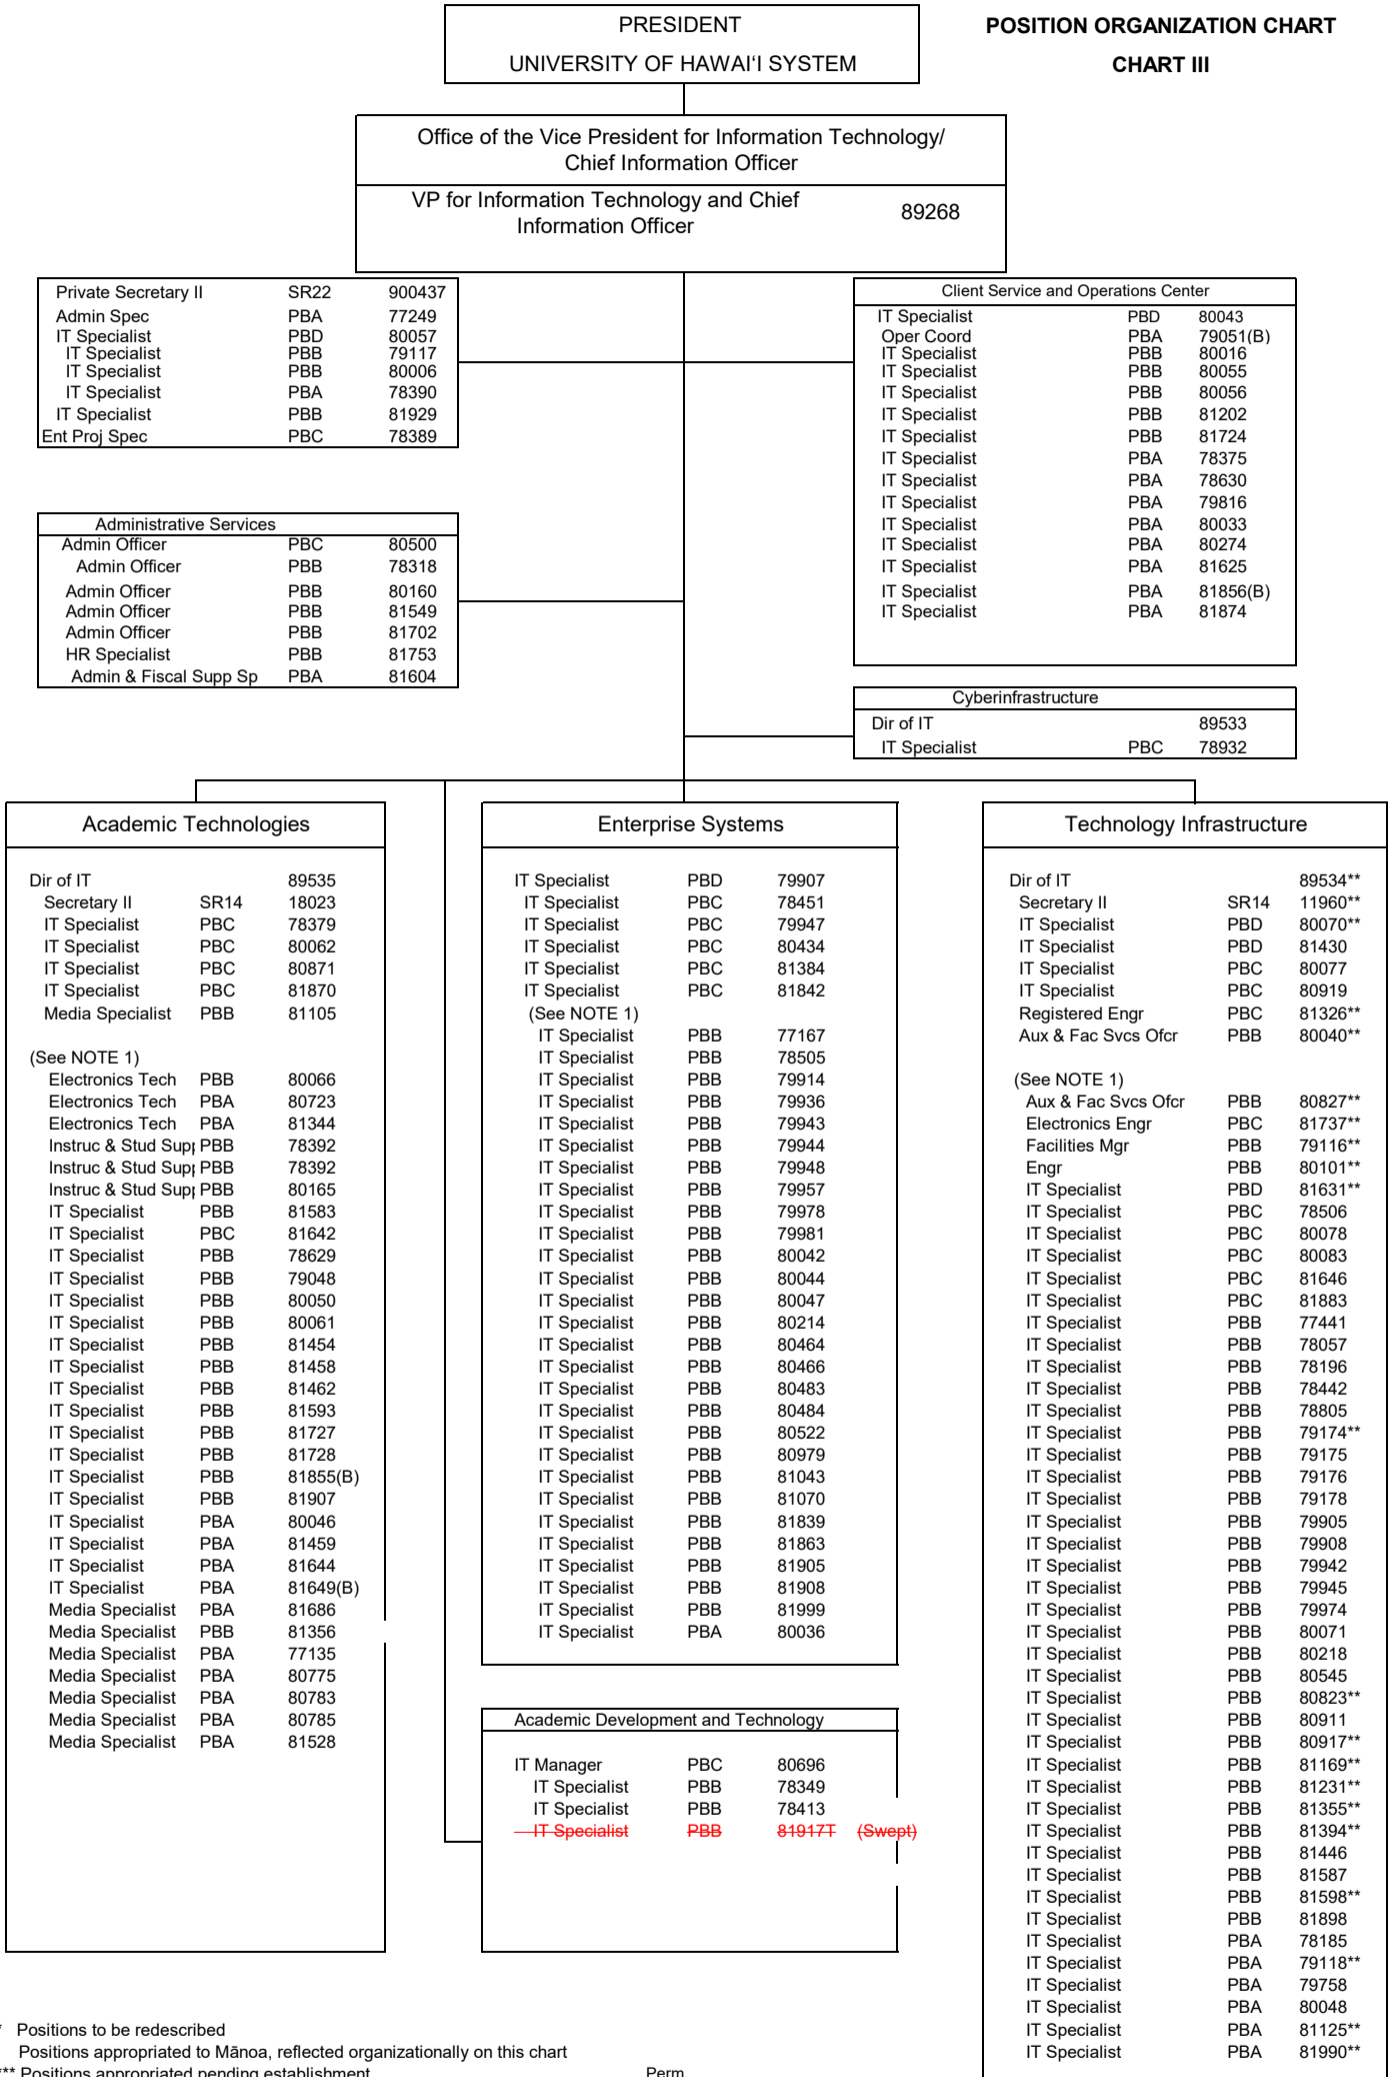 PRESIDENT
UNIVERSITY OF HAWAI‘I SYSTEM
POSITION ORGANIZATION CHART
CHART III
Office of the Vice President for Information Technology/
Chief Information Officer
VP for Information Technology and Chief
Information Officer 89268
Private Secretary II SR22 900437
Admin Spec PBA 77249
IT Specialist PBD 80057
IT Specialist PBB 79117
IT Specialist PBB 80006
IT Specialist PBA 78390
IT Specialist PBB 81929
Ent Proj Spec PBC 78389
Client Service and Operations Center
IT Specialist PBD 80043
Oper Coord PBA 79051(B)
IT Specialist PBB 80016
IT Specialist PBB 80055
IT Specialist PBB 80056
IT Specialist PBB 81202
IT Specialist PBB 81724
IT Specialist PBA 78375
IT Specialist PBA 78630
IT Specialist PBA 79816
IT Specialist PBA 80033
IT Specialist PBA 80274
IT Specialist PBA 81625
IT Specialist PBA 81856(B)
IT Specialist PBA 81874
Administrative Services
Admin Officer PBC 80500
Admin Officer PBB 78318
Admin Officer PBB 80160
Admin Officer PBB 81549
Admin Officer PBB 81702
HR Specialist PBB 81753
Admin & Fiscal Supp Sp PBA 81604
Cyberinfrastructure
Dir of IT 89533
IT Specialist PBC 78932
Academic Technologies
Dir of IT 89535
Secretary II SR14 18023
IT Specialist PBC 78379
IT Specialist PBC 80062
IT Specialist PBC 80871
IT Specialist PBC 81870
Media Specialist PBB 81105
(See NOTE 1)
Electronics Tech PBB 80066
Electronics Tech PBA 80723
Electronics Tech PBA 81344
Instruc & Stud Supp PBB 78392
Instruc & Stud Supp PBB 78392
Instruc & Stud Supp PBB 80165
IT Specialist PBB 81583
IT Specialist PBC 81642
IT Specialist PBB 78629
IT Specialist PBB 79048
IT Specialist PBB 80050
IT Specialist PBB 80061
IT Specialist PBB 81454
IT Specialist PBB 81458
IT Specialist PBB 81462
IT Specialist PBB 81593
IT Specialist PBB 81727
IT Specialist PBB 81728
IT Specialist PBB 81855(B)
IT Specialist PBB 81907
IT Specialist PBA 80046
IT Specialist PBA 81459
IT Specialist PBA 81644
IT Specialist PBA 81649(B)
Media Specialist PBA 81686
Media Specialist PBB 81356
Media Specialist PBA 77135
Media Specialist PBA 80775
Media Specialist PBA 80783
Media Specialist PBA 80785
Media Specialist PBA 81528
Enterprise Systems
IT Specialist PBD 79907
IT Specialist PBC 78451
IT Specialist PBC 79947
IT Specialist PBC 80434
IT Specialist PBC 81384
IT Specialist PBC 81842
(See NOTE 1)
IT Specialist PBB 77167
IT Specialist PBB 78505
IT Specialist PBB 79914
IT Specialist PBB 79936
IT Specialist PBB 79943
IT Specialist PBB 79944
IT Specialist PBB 79948
IT Specialist PBB 79957
IT Specialist PBB 79978
IT Specialist PBB 79981
IT Specialist PBB 80042
IT Specialist PBB 80044
IT Specialist PBB 80047
IT Specialist PBB 80214
IT Specialist PBB 80464
IT Specialist PBB 80466
IT Specialist PBB 80483
IT Specialist PBB 80484
IT Specialist PBB 80522
IT Specialist PBB 80979
IT Specialist PBB 81043
IT Specialist PBB 81070
IT Specialist PBB 81839
IT Specialist PBB 81863
IT Specialist PBB 81905
IT Specialist PBB 81908
IT Specialist PBB 81999
IT Specialist PBA 80036
Academic Development and Technology
IT Manager PBC 80696
IT Specialist PBB 78349
IT Specialist PBB 78413
IT Specialist PBB 81917T (Swept)
Technology Infrastructure
Dir of IT 89534**
Secretary II SR14 11960**
IT Specialist PBD 80070**
IT Specialist PBD 81430
IT Specialist PBC 80077
IT Specialist PBC 80919
Registered Engr PBC 81326**
Aux & Fac Svcs Ofcr PBB 80040**
(See NOTE 1)
Aux & Fac Svcs Ofcr PBB 80827**
Electronics Engr PBC 81737**
Facilities Mgr PBB 79116**
Engr PBB 80101**
IT Specialist PBD 81631**
IT Specialist PBC 78506
IT Specialist PBC 80078
IT Specialist PBC 80083
IT Specialist PBC 81646
IT Specialist PBC 81883
IT Specialist PBB 77441
IT Specialist PBB 78057
IT Specialist PBB 78196
IT Specialist PBB 78442
IT Specialist PBB 78805
IT Specialist PBB 79174**
IT Specialist PBB 79175
IT Specialist PBB 79176
IT Specialist PBB 79178
IT Specialist PBB 79905
IT Specialist PBB 79908
IT Specialist PBB 79942
IT Specialist PBB 79945
IT Specialist PBB 79974
IT Specialist PBB 80071
IT Specialist PBB 80218
IT Specialist PBB 80545
IT Specialist PBB 80823**
IT Specialist PBB 80911
IT Specialist PBB 80917**
IT Specialist PBB 81169**
IT Specialist PBB 81231**
IT Specialist PBB 81355**
IT Specialist PBB 81394**
IT Specialist PBB 81446
IT Specialist PBB 81587
IT Specialist PBB 81598**
IT Specialist PBB 81898
IT Specialist PBA 78185
IT Specialist PBA 79118**
IT Specialist PBA 79758
IT Specialist PBA 80048
IT Specialist PBA 81125**
IT Specialist PBA 81990**
* Positions to be redescribed
Positions appropriated to Mānoa, reflected organizationally on this chart
*** Positions appropriated pending establishment
Perm